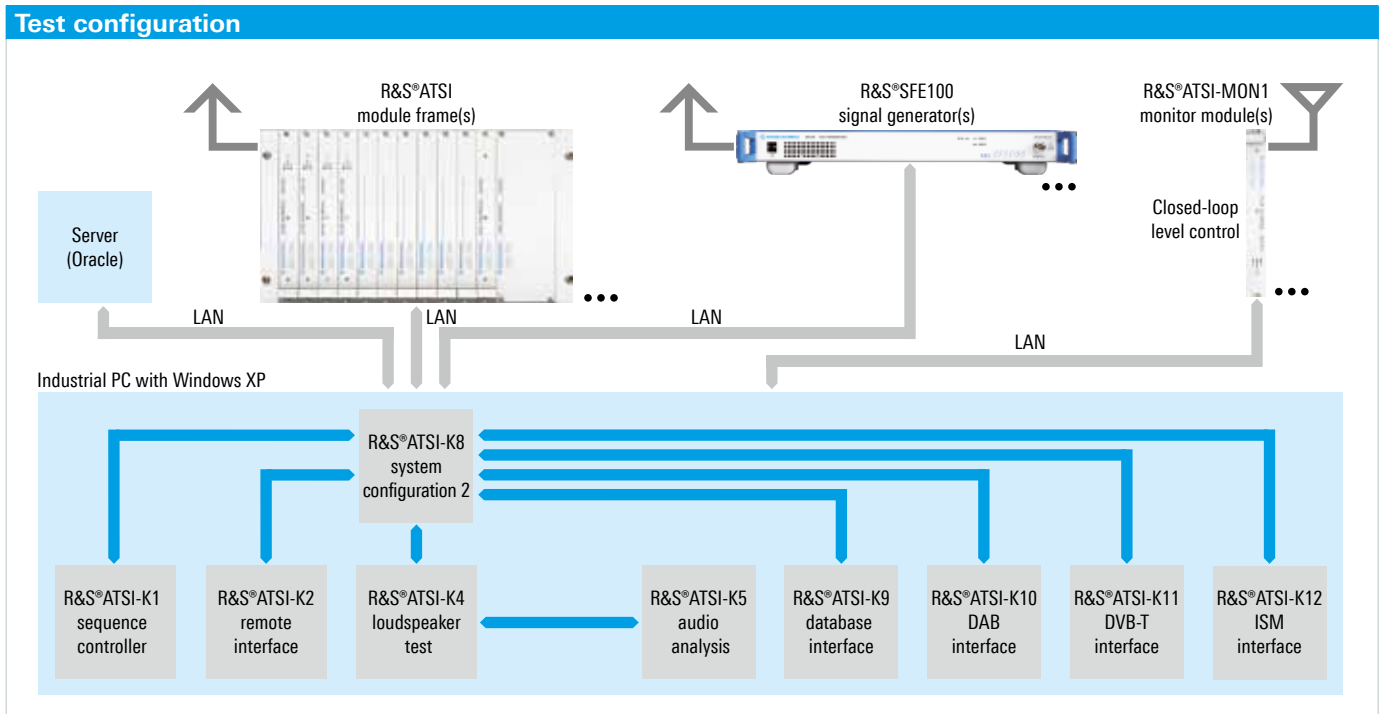 Test configuration
R&S®ATSI
module frame(s)
R&S®SFE100
signal generator(s)
R&S®ATSI-MON1
monitor module(s)
Server
(Oracle)
Closed-loop
level control
LAN
LAN
LAN
LAN
Industrial PC with Windows XP
R&S®ATSI-K8
system
configuration 2
R&S®ATSI-K1
sequence
controller
R&S®ATSI-K2
remote
interface
R&S®ATSI-K4
loudspeaker
test
R&S®ATSI-K5
audio
analysis
R&S®ATSI-K9
database
interface
R&S®ATSI-K10
DAB
interface
R&S®ATSI-K11
DVB-T
interface
R&S®ATSI-K12
ISM
interface